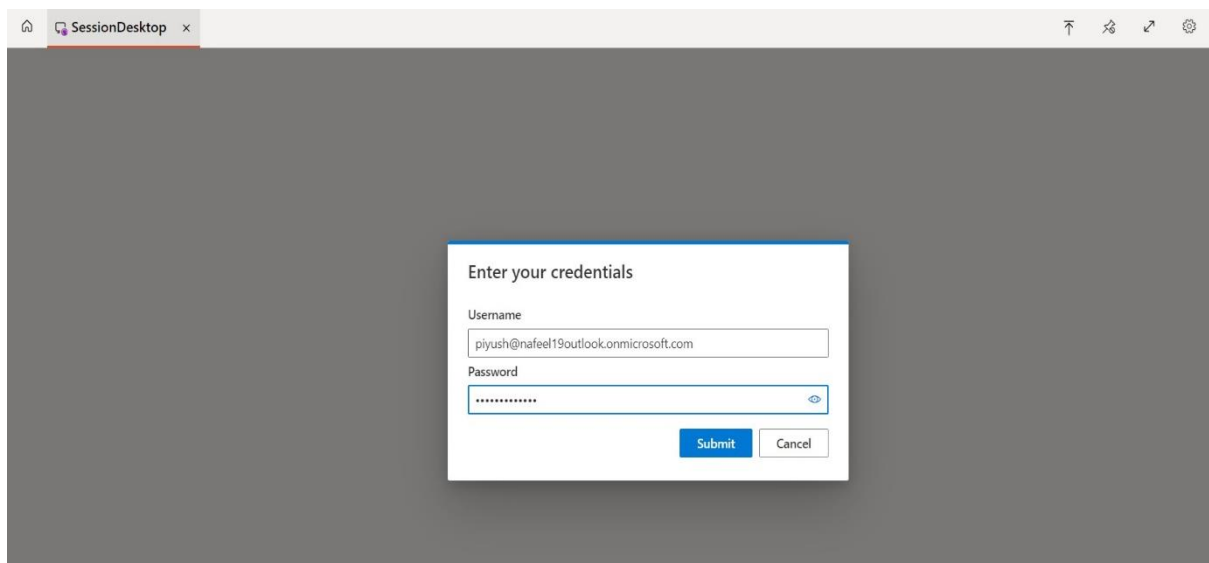 SessionDesktop
Enter your credentials
Username
piyush@nafeel19outlook.onmicrosoft.com
Password
•••••••••••••
Submit Cancel